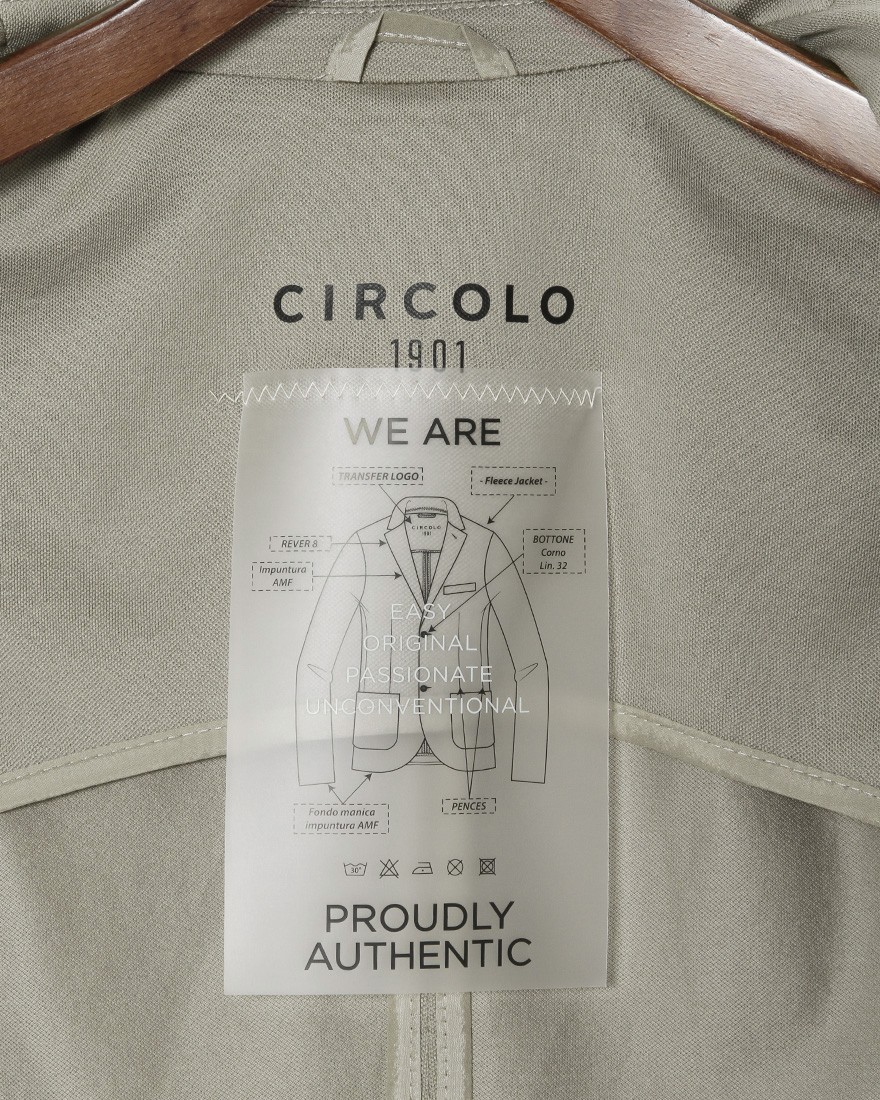 CIRCOLO
1901
WE ARE
TRANSFER LOGO
- Fleece Jacket -
CIRCOLO
1901
REVER 8
BOTTONE
Corno
Lin. 32
Impuntura
AMF
EASY
ORIGINAL
PASSIONATE
UNCONVENTIONAL
Fondo manica
impuntura AMF
PENCES
30°
PROUDLY
AUTHENTIC